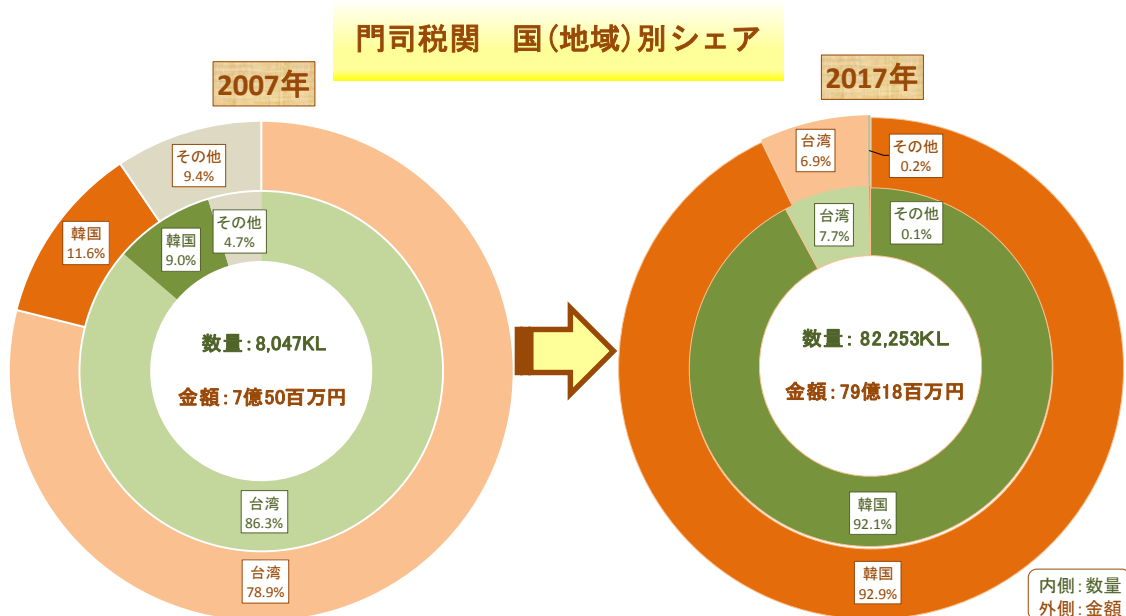 門司税関 国(地域)別シェア
2007年
その他
9.4%
韓国
11.6%
その他
4.7%
韓国
9.0%
数量:8,047KL
金額:7億50百万円
台湾
86.3%
台湾
78.9%
2017年
台湾
6.9%
その他
0.2%
台湾
7.7%
その他
0.1%
数量:82,253KL
金額:79億18百万円
韓国
92.1%
韓国
92.9%
内側:数量
外側:金額